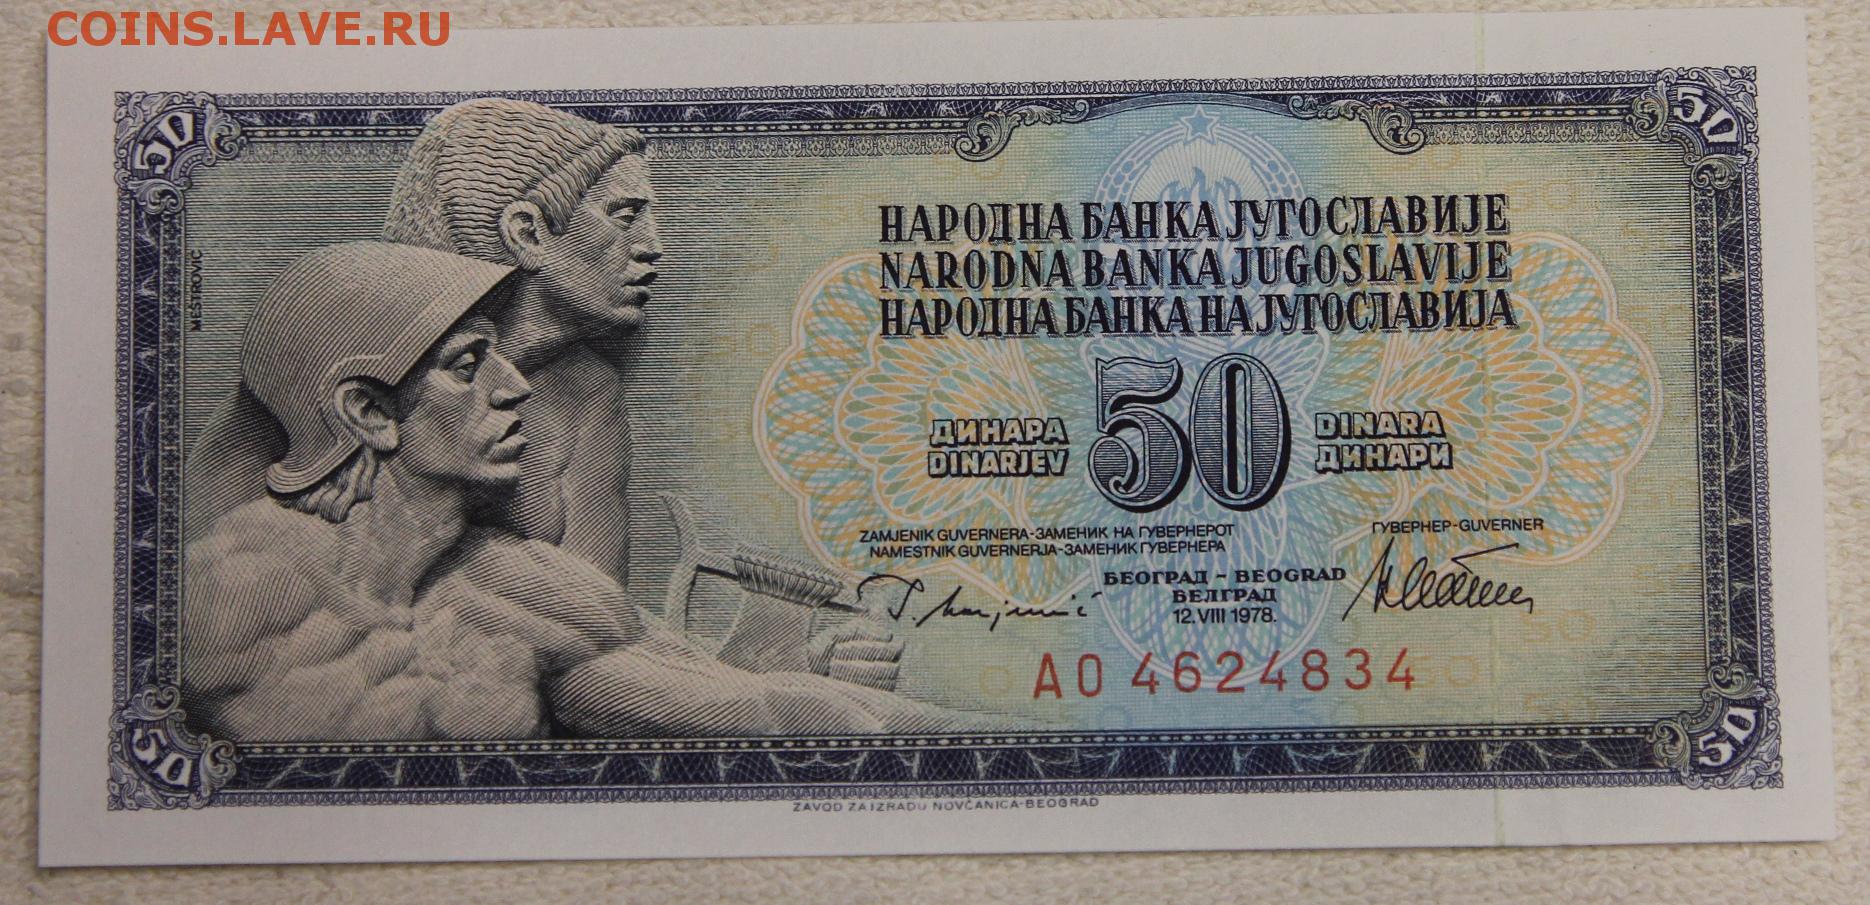 COINS.LAVE.RU
50
50
MEŠTROVIĆ
НАРОДНА БАНКА ЈУГОСЛАВИЈЕ
NARODNA BANKA JUGOSLAVIJE
НАРОДНА БАНКА НА ЈУГОСЛАВИЈА
ДИНАРА 50 DINARA
DINARJEV ДИНАРИ
ZAMJENIK GUVERNERA-ЗАМЕНИК НА ГУВЕРНЕРОТ
NAMESTNIK GUVERNERJA-ЗАМЕНИК ГУВЕРНЕРА
ГУВЕРНЕР-GUVERNER
БЕОГРАД - BEOGRAD
БЕЛГРАД
12. VIII 1978.
AO 4624834
50
50
ZAVOD ZA IZRADU NOVČANICA-BEOGRAD